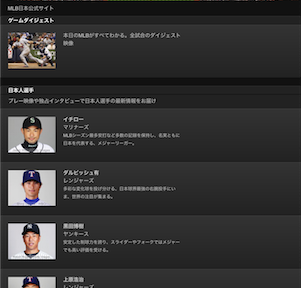 MLB日本公式サイト
ゲームダイジェスト
本日のMLBがすべてわかる。全試合のダイジェスト
映像
日本人選手
プレー映像や独占インタビューで日本人選手の最新情報をお届け
イチロー
マリナーズ
MLBシーズン最多安打など多数の記録を保持し、名実ともに
日本を代表する、メジャーリーガー。
ダルビッシュ有
レンジャーズ
多彩な変化球を投げ分ける、日本球界最強の右腕投手にい
ま、世界の注目が集まる。
黒田博樹
ヤンキース
安定した制球力を誇り、スライダーやフォークではメジャー
でも高い評価を受ける。
上原浩治
レンジャーズ